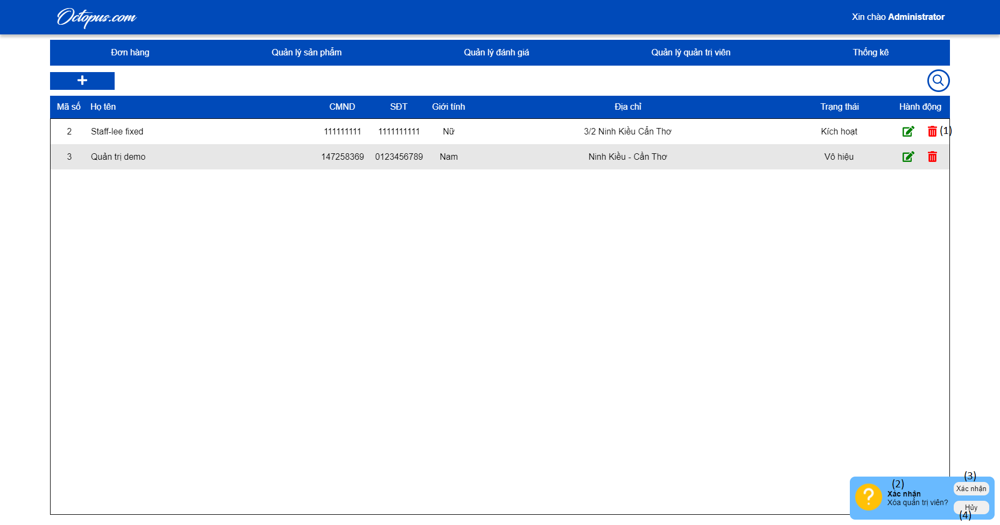 Octopus.com
Xin chào Administrator
Đơn hàng Quản lý sản phẩm Quản lý đánh giá Quản lý quản trị viên Thống kê
Mã số Họ tên CMND SĐT Giới tính Địa chỉ Trạng thái Hành động
2 Staff-lee fixed 111111111 1111111111 Nữ 3/2 Ninh Kiều Cẩn Thơ Kích hoạt (1)
3 Quản trị demo 147258369 0123456789 Nam Ninh Kiều - Cần Thơ Vô hiệu
(2)
Xác nhận
Xóa quản trị viên?
(3)
Xác nhận
Hủy
(4)